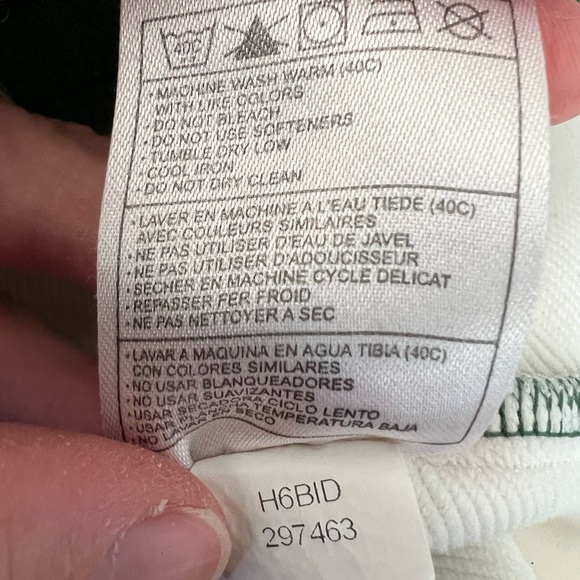 40C
• MACHINE WASH WARM (40C)
WITH LIKE COLORS
• DO NOT BLEACH
• DO NOT USE SOFTENERS
• TUMBLE DRY LOW
• COOL IRON
• DO NOT DRY CLEAN
• LAVER EN MACHINE A L'EAU TIEDE (40C)
AVEC COULEURS SIMILAIRES
• NE PAS UTILISER D'EAU DE JAVEL
• NE PAS UTILISER D'ADOUCISSEUR
• SECHER EN MACHINE CYCLE DELICAT
• REPASSER FER FROID
• NE PAS NETTOYER A SEC
• LAVAR A MAQUINA EN AGUA TIBIA (40C)
CON COLORES SIMILARES
• NO USAR BLANQUEADORES
• NO USAR SUAVIZANTES
• USAR SECADORA CICLO LENTO
• USAR PLANCHA TEMPERATURA BAJA
• NO LAVAR EN SECO
H6BID
297463